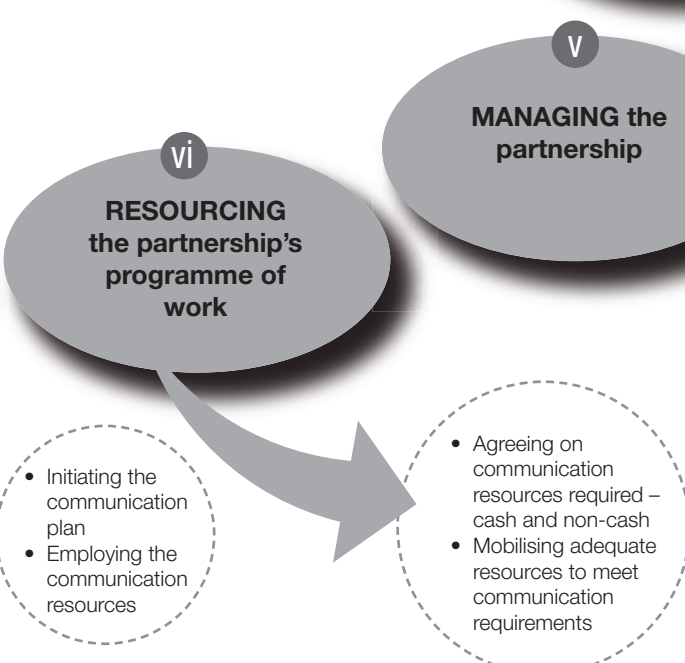 v
MANAGING the
partnership
vi
RESOURCING
the partnership's
programme of
work
• Initiating the
communication
plan
• Employing the
communication
resources
• Agreeing on
communication
resources required –
cash and non-cash
• Mobilising adequate
resources to meet
communication
requirements